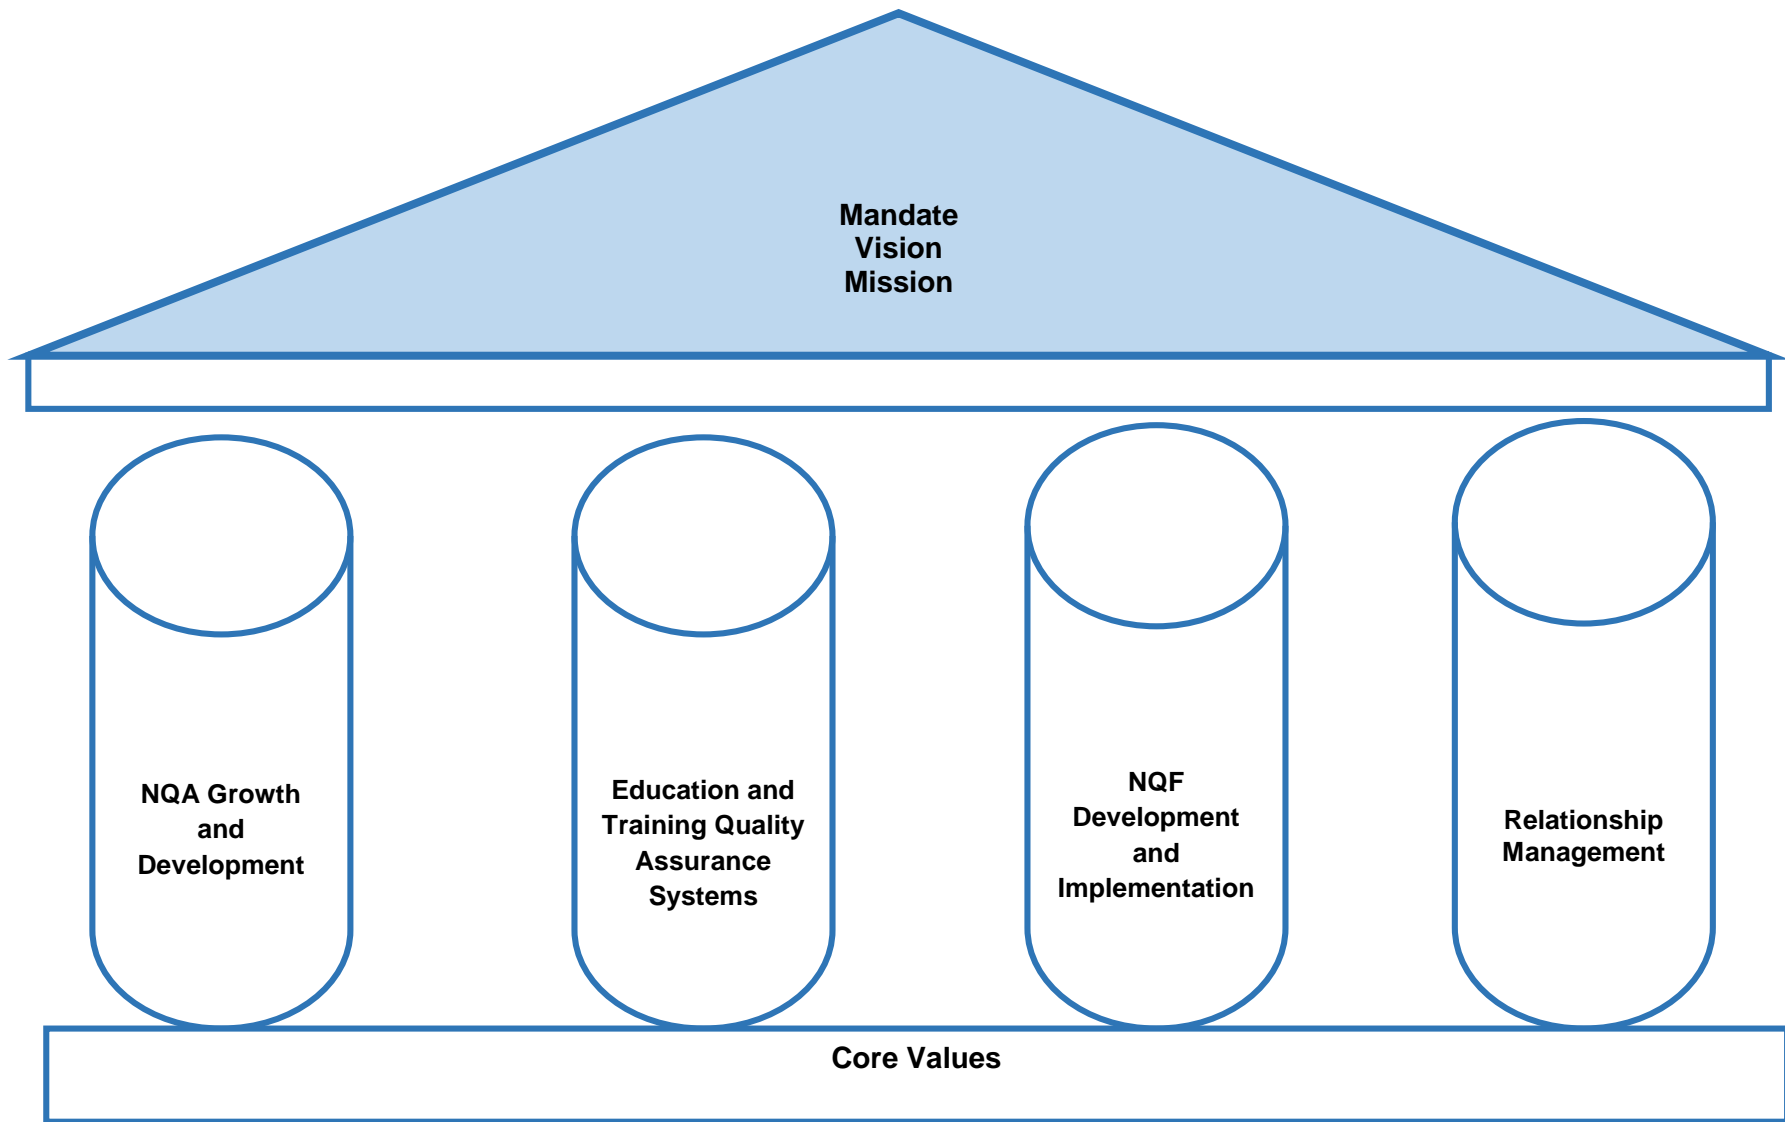 Mandate
Vision
Mission
NQA Growth
and
Development
Education and
Training Quality
Assurance
Systems
NQF
Development
and
Implementation
Relationship
Management
Core Values